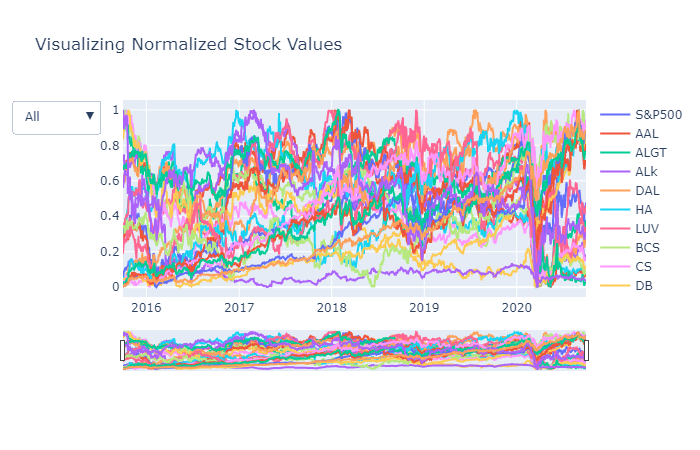 Visualizing Normalized Stock Values
All
1
0.8
0.6
0.4
0.2
0
2016 2017 2018 2019 2020
S&P500
AAL
ALGT
ALk
DAL
HA
LUV
BCS
CS
DB